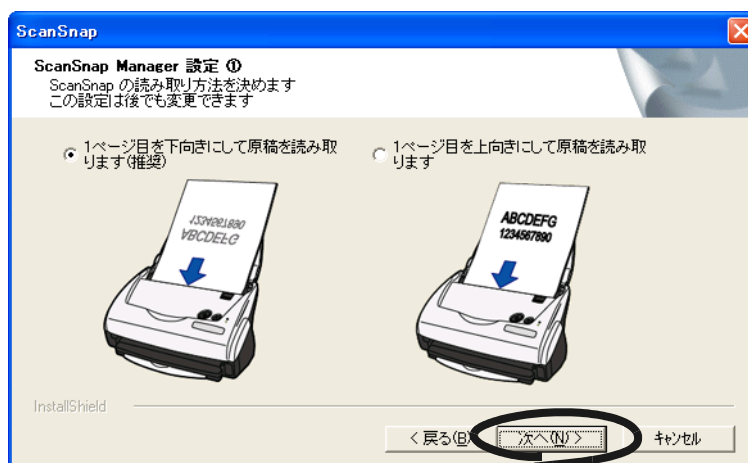 ScanSnap
ScanSnap Manager 設定 ①
ScanSnap の読み取り方法を決めます
この設定は後でも変更できます
1ページ目を下向きにして原稿を読み取
ります(推奨)
1ページ目を上向きにして原稿を読み取
ります
1234567890
ABCDEFG
ABCDEFG
1234567890
InstallShield
< 戻る(B)
次へ(N) >
キャンセル